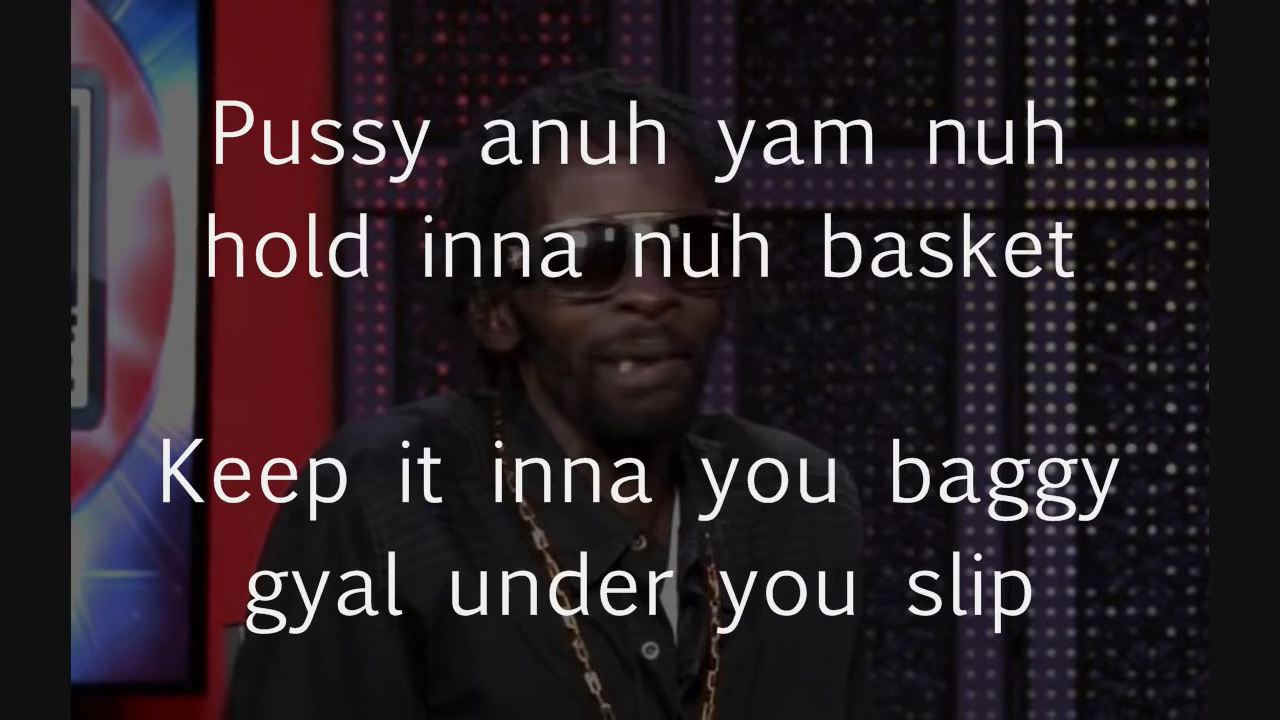 Pussy anuh yam nuh
hold inna nuh basket
Keep it inna you baggy
gyal under you slip